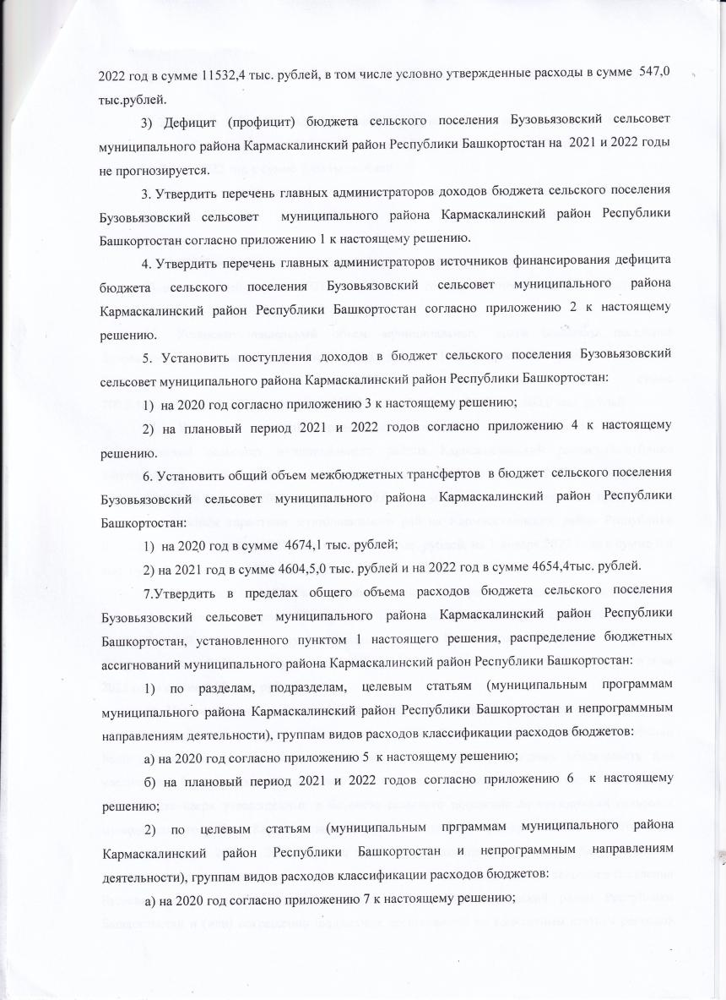 2022 год в сумме 11532,4 тыс. рублей, в том числе условно утвержденные расходы в сумме 547,0
тыс.рублей.
3) Дефицит (профицит) бюджета сельского поселения Бузовьязовский сельсовет
муниципального района Кармаскалинский район Республики Башкортостан на 2021 и 2022 годы
не прогнозируется.
3. Утвердить перечень главных администраторов доходов бюджета сельского поселения
Бузовьязовский сельсовет муниципального района Кармаскалинский район Республики
Башкортостан согласно приложению 1 к настоящему решению.
4. Утвердить перечень главных администраторов источников финансирования дефицита
бюджета сельского поселения Бузовьязовский сельсовет муниципального района
Кармаскалинский район Республики Башкортостан согласно приложению 2 к настоящему
решению.
5. Установить поступления доходов в бюджет сельского поселения Бузовьязовский
сельсовет муниципального района Кармаскалинский район Республики Башкортостан:
1) на 2020 год согласно приложению 3 к настоящему решению;
2) на плановый период 2021 и 2022 годов согласно приложению 4 к настоящему
решению.
6. Установить общий объем межбюджетных трансфертов в бюджет сельского поселения
Бузовьязовский сельсовет муниципального района Кармаскалинский район Республики
Башкортостан:
1) на 2020 год в сумме 4674,1 тыс. рублей;
2) на 2021 год в сумме 4604,5,0 тыс. рублей и на 2022 год в сумме 4654,4тыс. рублей.
7.Утвердить в пределах общего объема расходов бюджета сельского поселения
Бузовьязовский сельсовет муниципального района Кармаскалинский район Республики
Башкортостан, установленного пунктом 1 настоящего решения, распределение бюджетных
ассигнований муниципального района Кармаскалинский район Республики Башкортостан:
1) по разделам, подразделам, целевым статьям (муниципальным программам
муниципального района Кармаскалинский район Республики Башкортостан и непрограммным
направлениям деятельности), группам видов расходов классификации расходов бюджетов:
а) на 2020 год согласно приложению 5 к настоящему решению;
б) на плановый период 2021 и 2022 годов согласно приложению 6 к настоящему
решению;
2) по целевым статьям (муниципальным прграммам муниципального района
Кармаскалинский район Республики Башкортостан и непрограммным направлениям
деятельности), группам видов расходов классификации расходов бюджетов:
а) на 2020 год согласно приложению 7 к настоящему решению;